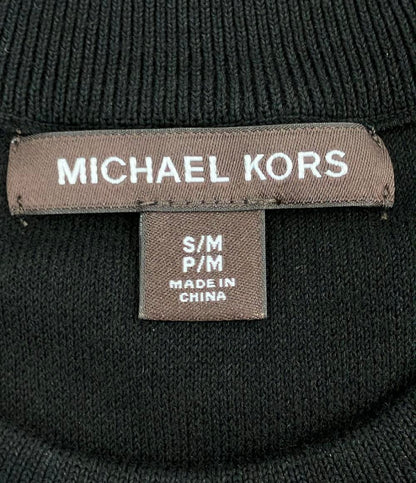 MICHAEL KORS
S/M
P/M
MADE IN
CHINA